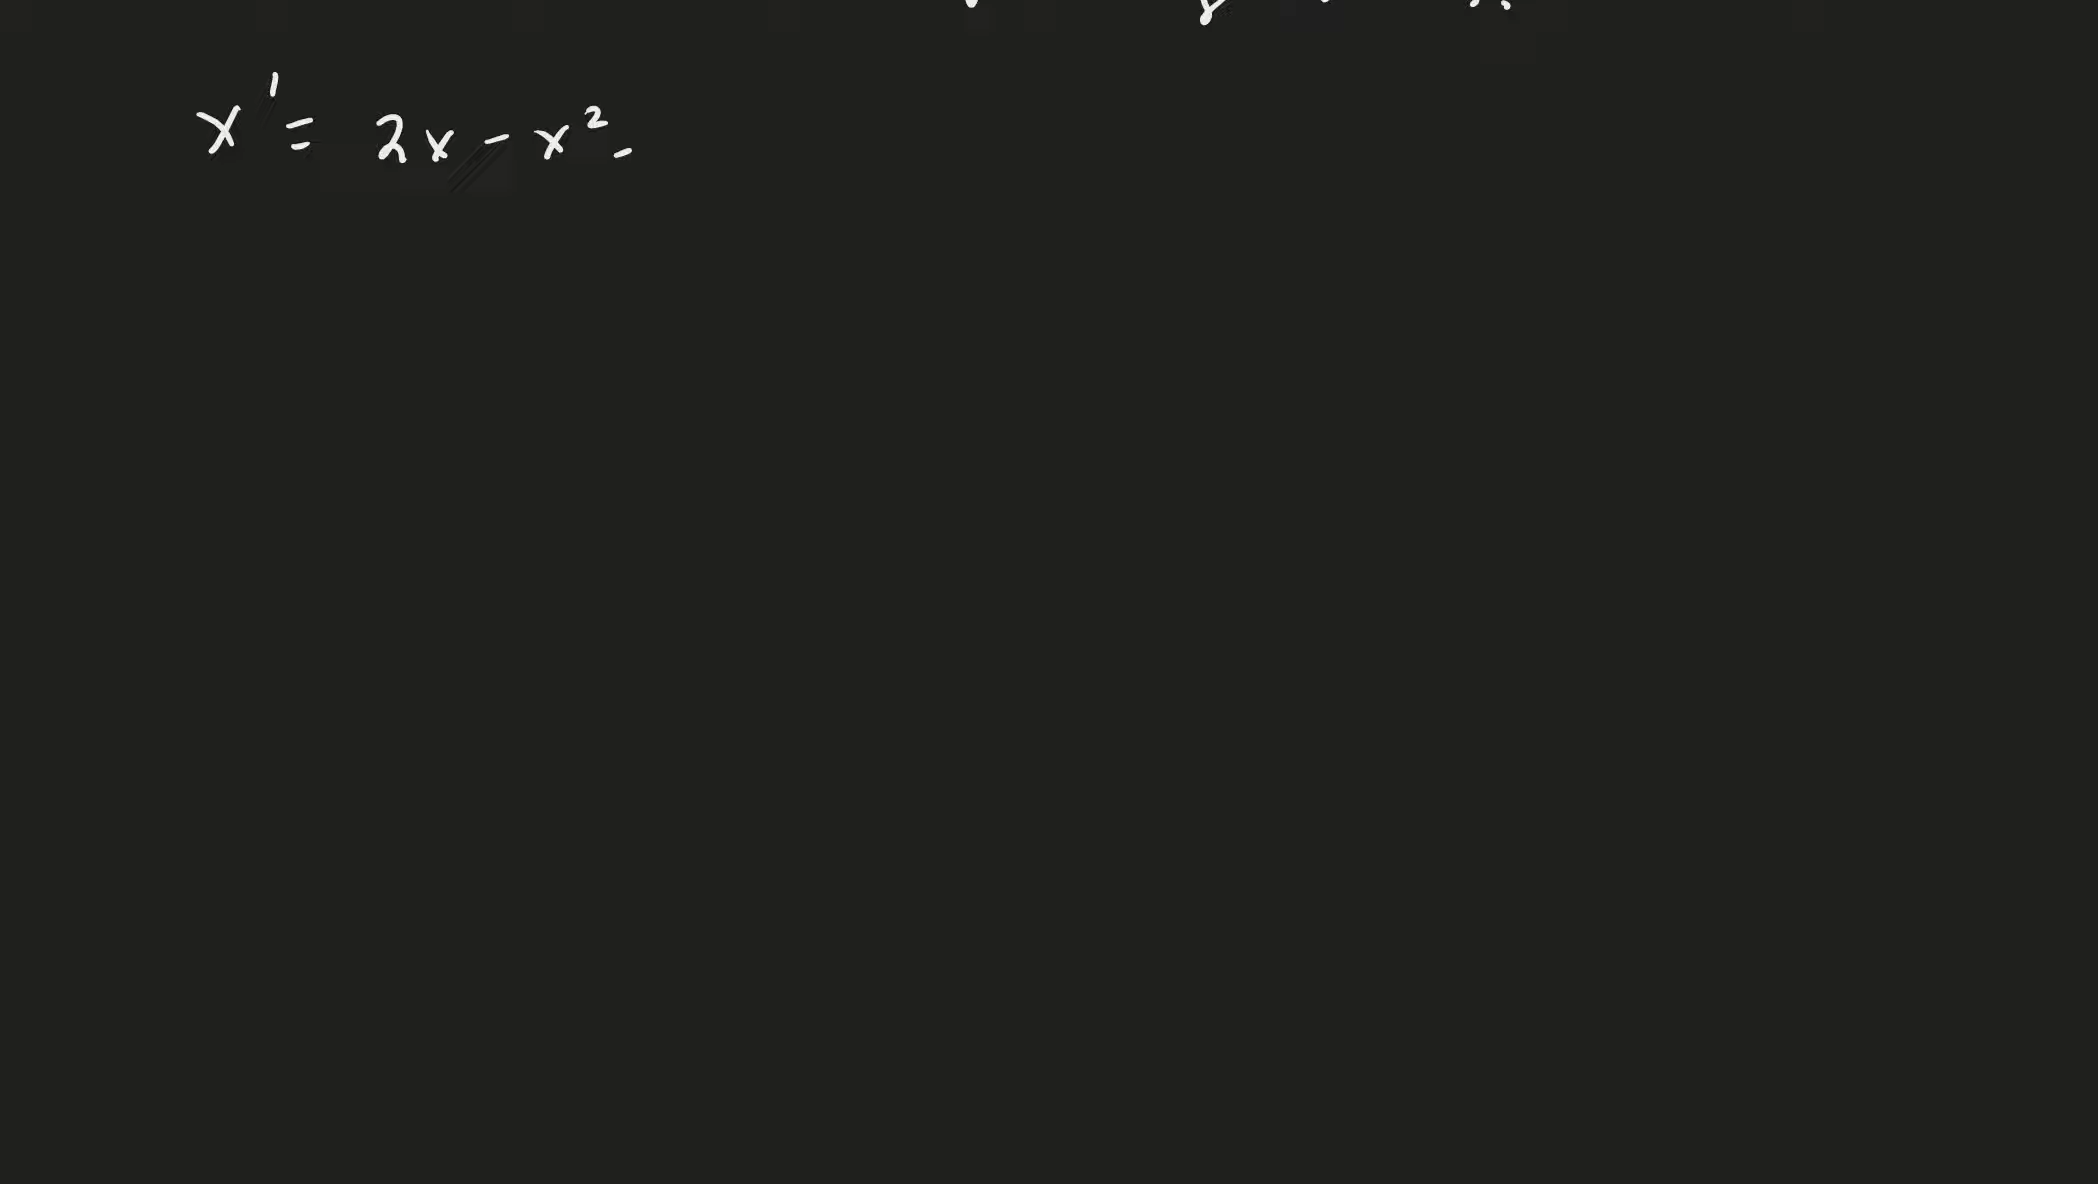 x' = 2x - x² -